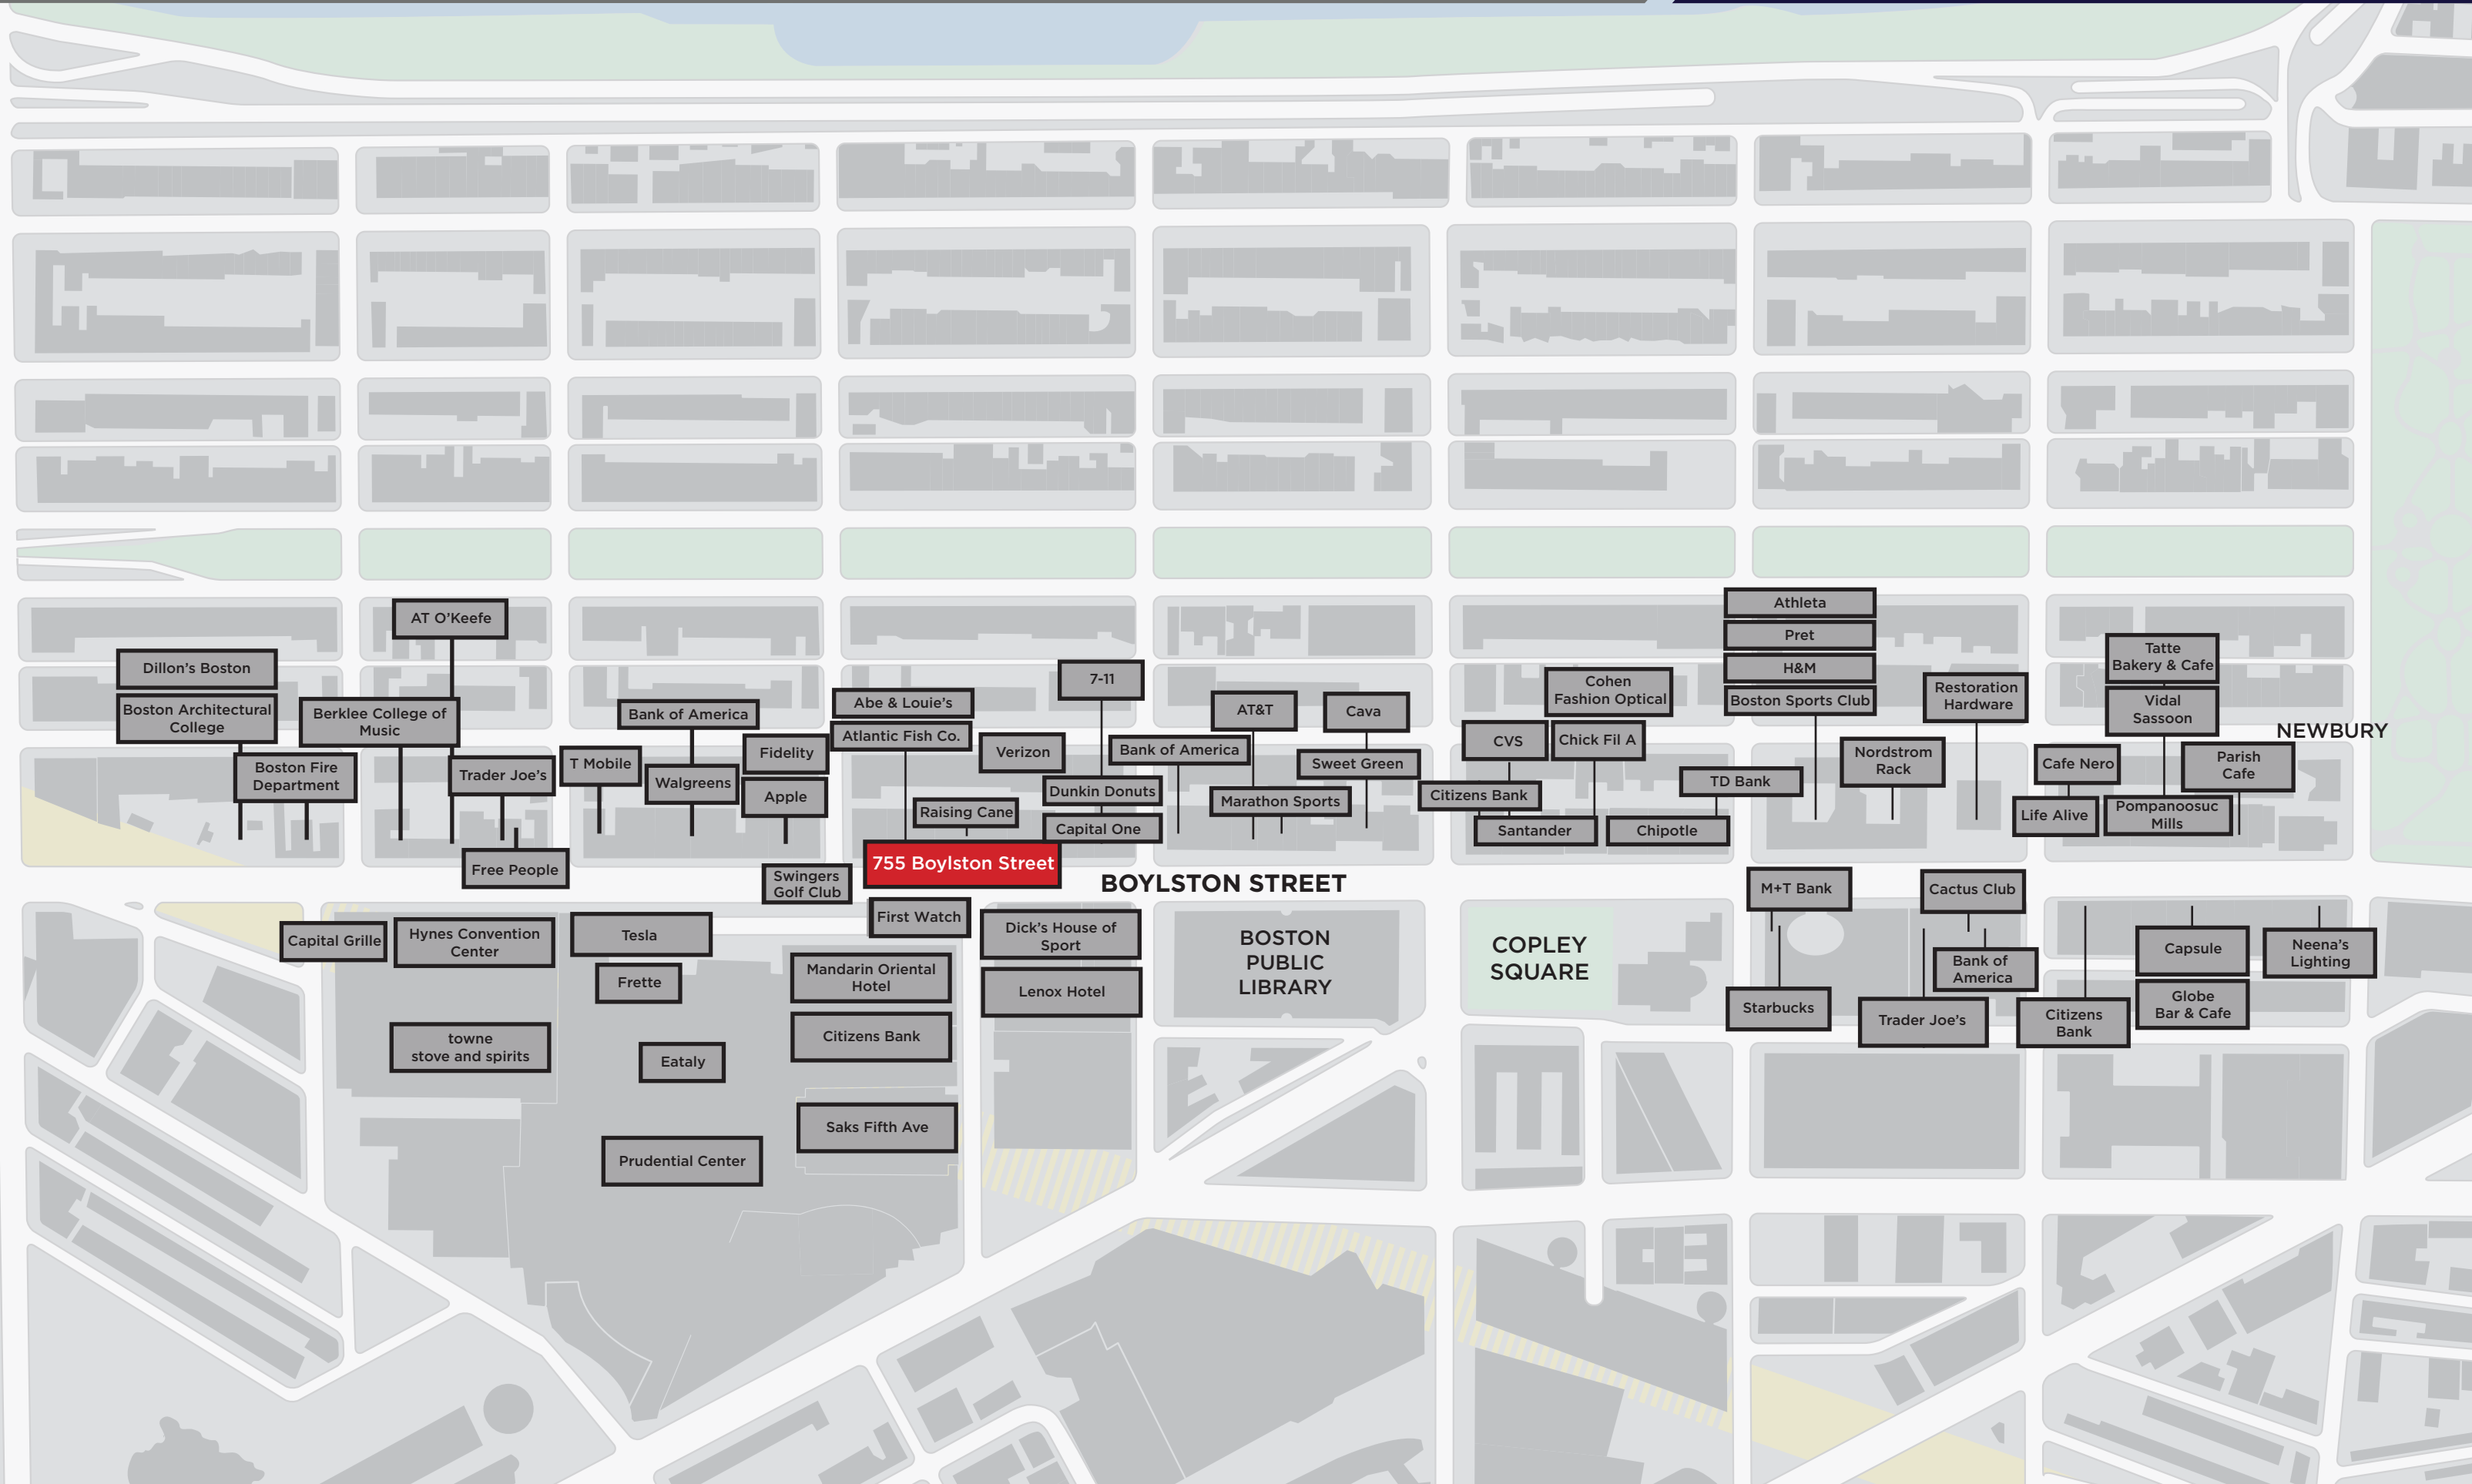 Athleta
AT O'Keefe
Pret
Tatte
Bakery & Cafe
Dillon's Boston
H&M
7-11
Cohen
Fashion Optical
Boston Sports Club
Restoration
Hardware
Abe & Louie's
Vidal
Sassoon
Boston Architectural
College
Berklee College of
Music
Bank of America
AT&T
Cava
NEWBURY
Atlantic Fish Co.
CVS
Chick Fil A
Fidelity
Verizon
Bank of America
Nordstrom
Rack
T Mobile
Sweet Green
Cafe Nero
Parish
Cafe
Boston Fire
Department
Trader Joe's
Walgreens
TD Bank
Apple
Dunkin Donuts
Citizens Bank
Marathon Sports
Raising Cane
Life Alive
Pompanoosuc
Mills
Capital One
Santander
Chipotle
755 Boylston Street
Free People
Swingers
Golf Club
BOYLSTON STREET
M+T Bank
Cactus Club
First Watch
Capital Grille
Hynes Convention
Center
Tesla
Dick's House of
Sport
BOSTON
PUBLIC
LIBRARY
COPLEY
SQUARE
Capsule
Neena's
Lighting
Frette
Mandarin Oriental
Hotel
Lenox Hotel
Bank of
America
Starbucks
Trader Joe's
Citizens
Bank
Globe
Bar & Cafe
towne
stove and spirits
Citizens Bank
Eataly
Saks Fifth Ave
Prudential Center